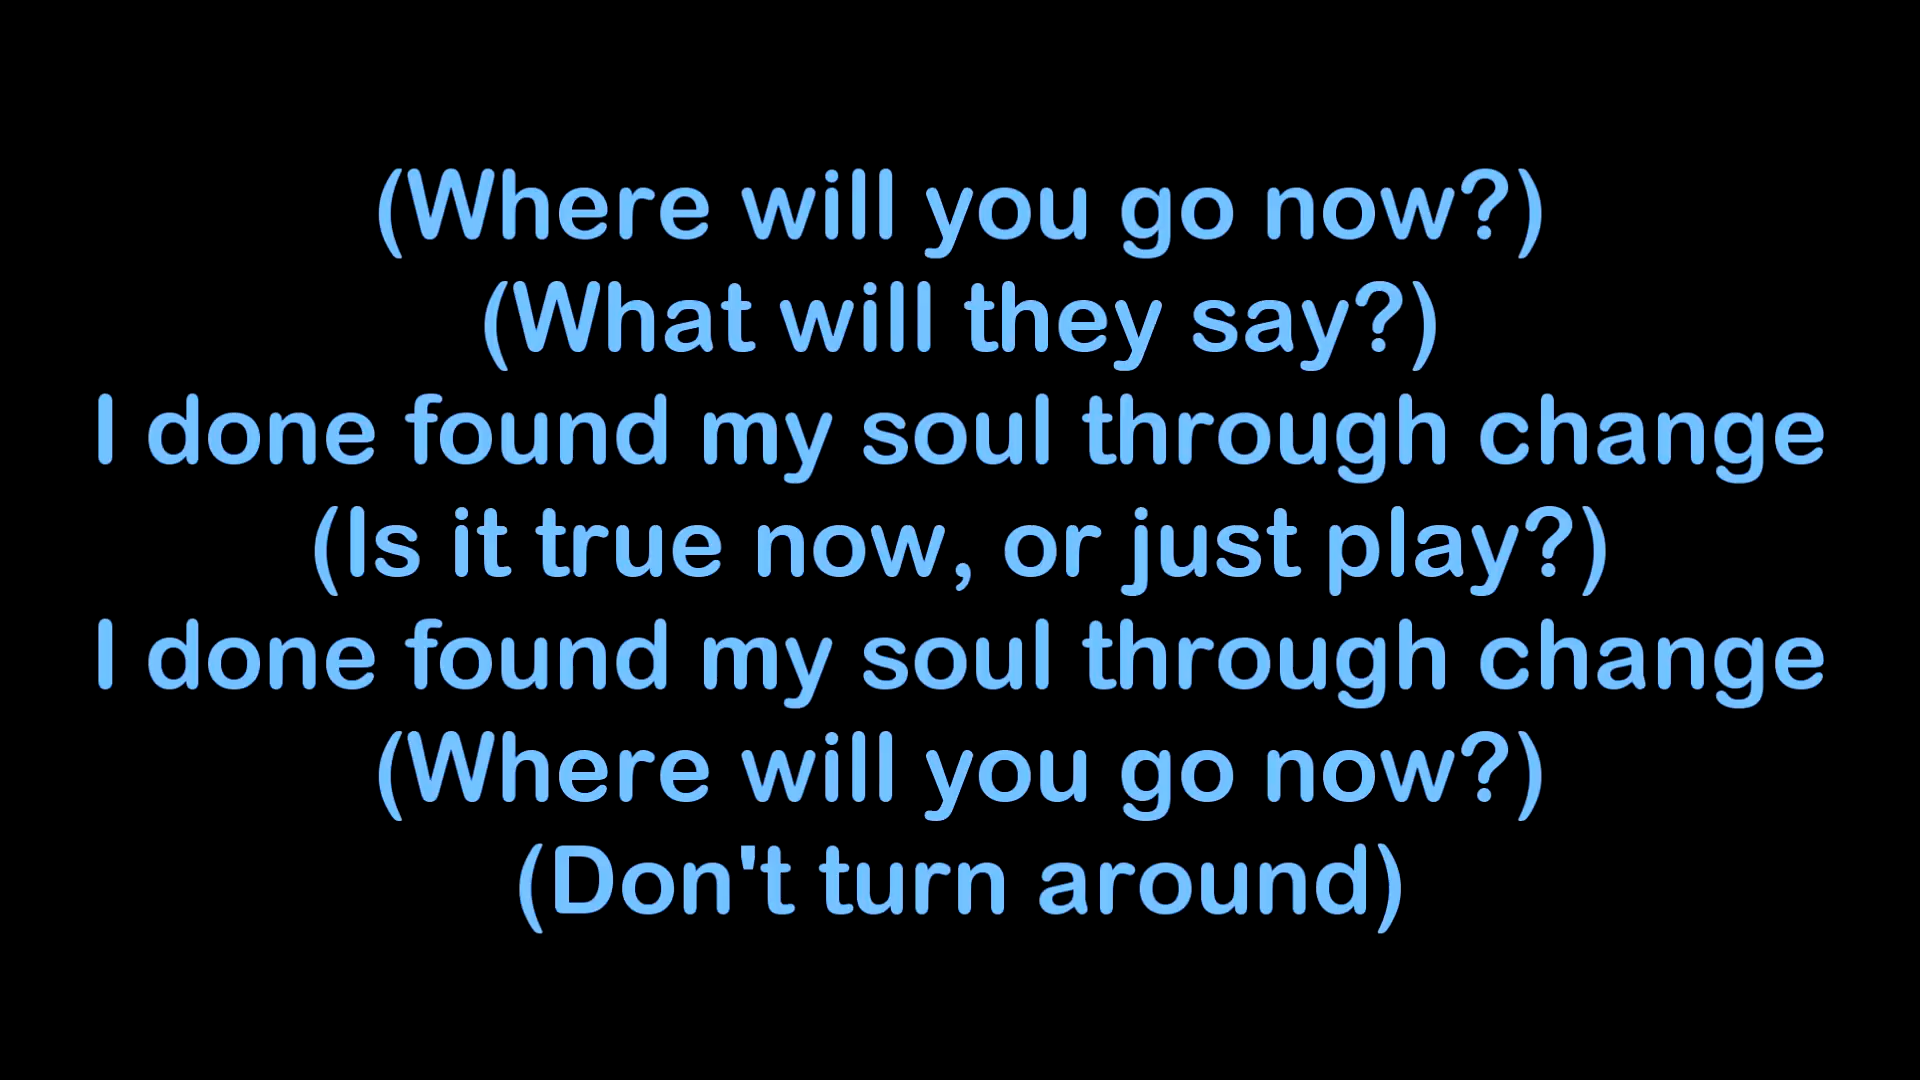 (Where will you go now?)
(What will they say?)
I done found my soul through change
(Is it true now, or just play?)
I done found my soul through change
(Where will you go now?)
(Don't turn around)